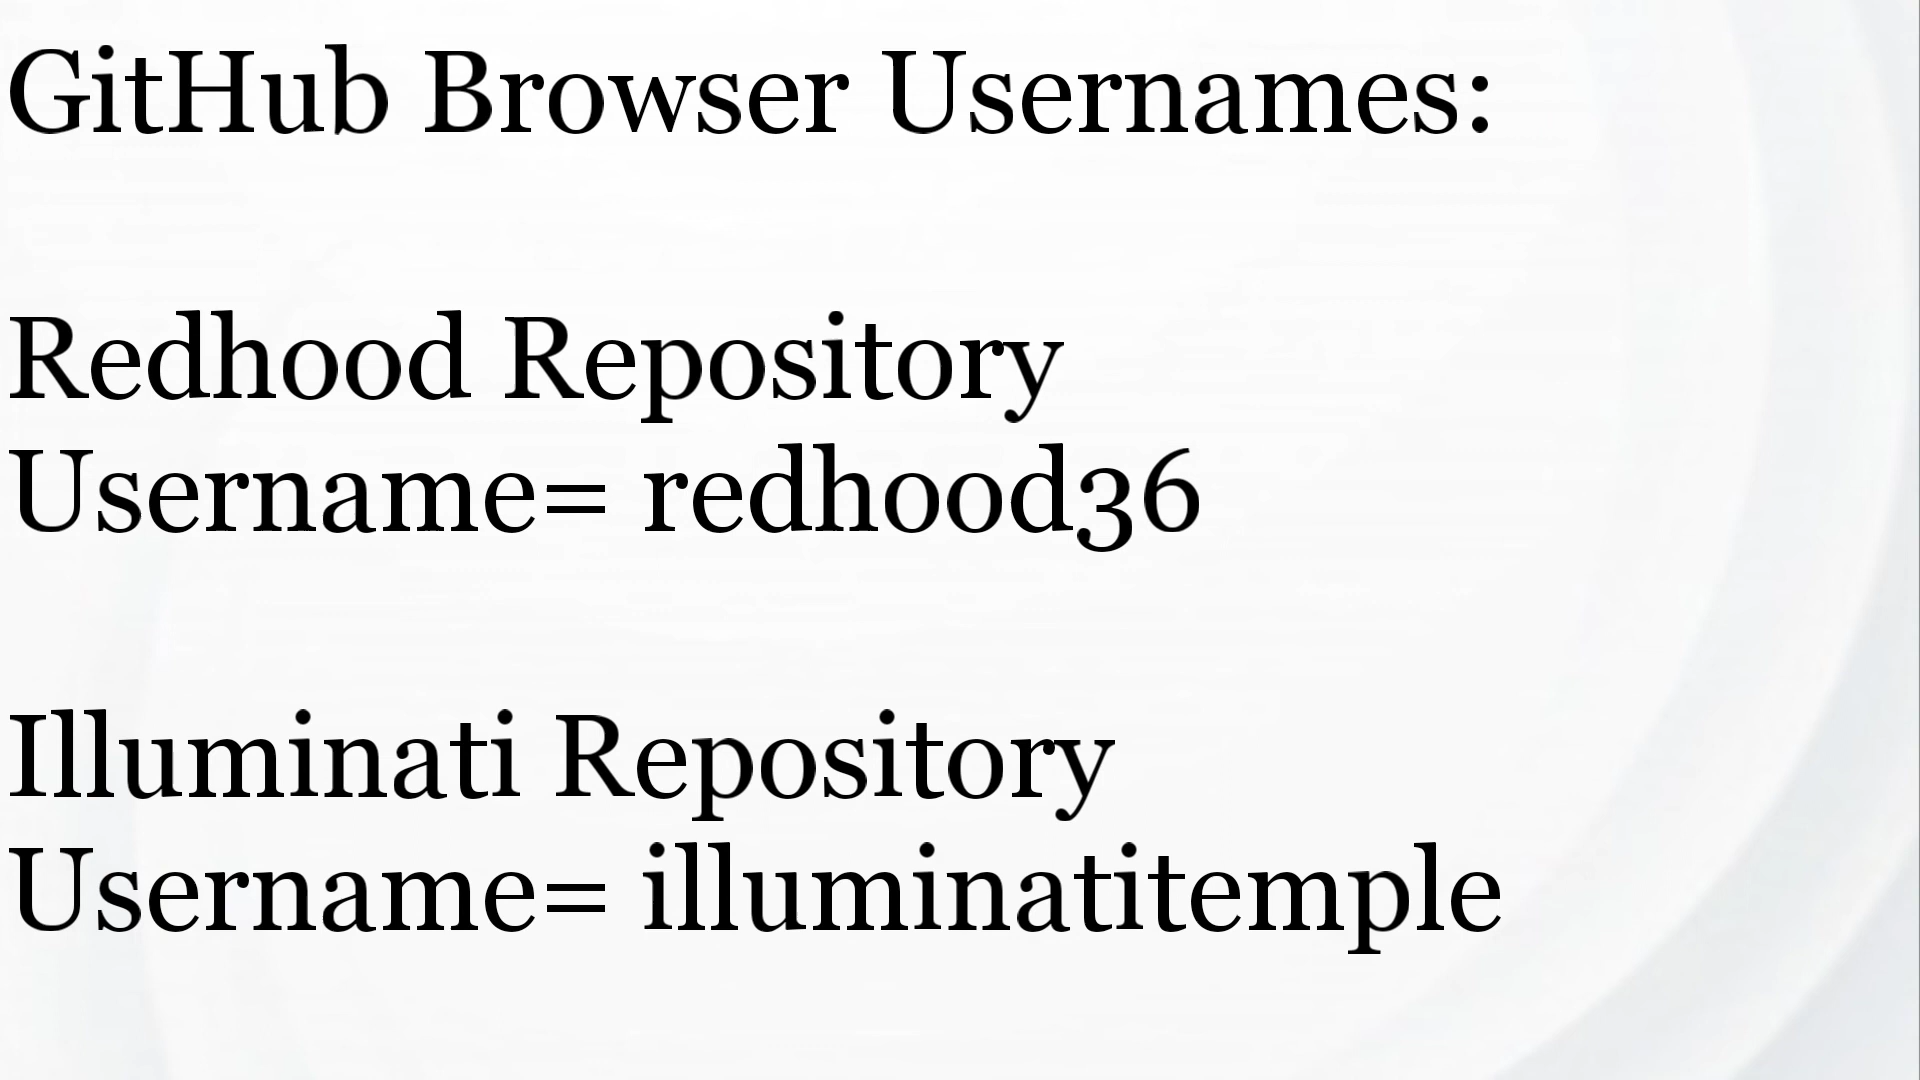 GitHub Browser Usernames:
Redhood Repository
Username= redhood36
Illuminati Repository
Username= illuminatitemple